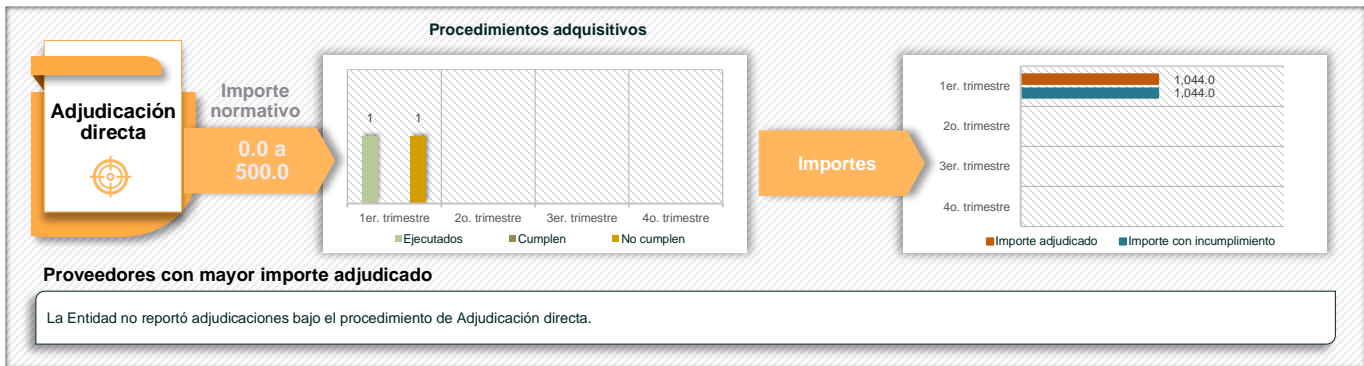 Procedimientos adquisitivos
Adjudicación
directa
Importe
normativo
0.0 a
500.0
1
1
1er. trimestre
2o. trimestre
3er. trimestre
4o. trimestre
Ejecutados
Cumplen
No cumplen
Importes
1er. trimestre
1,044.0
1,044.0
2o. trimestre
3er. trimestre
4o. trimestre
Importe adjudicado
Importe con incumplimiento
Proveedores con mayor importe adjudicado
La Entidad no reportó adjudicaciones bajo el procedimiento de Adjudicación directa.